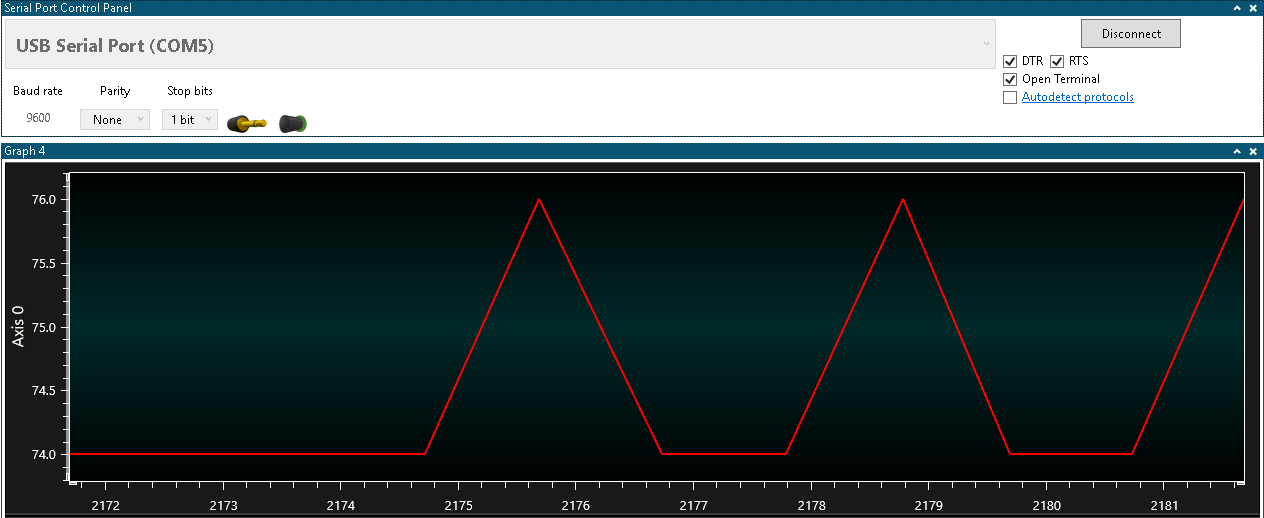 Serial Port Control Panel
USB Serial Port (COM5)
Disconnect
DTR RTS
Open Terminal
Autodetect protocols
Baud rate Parity Stop bits
9600 None 1 bit
Graph 4
76.0
75.5
75.0
74.5
74.0
Axis 0
2172 2173 2174 2175 2176 2177 2178 2179 2180 2181